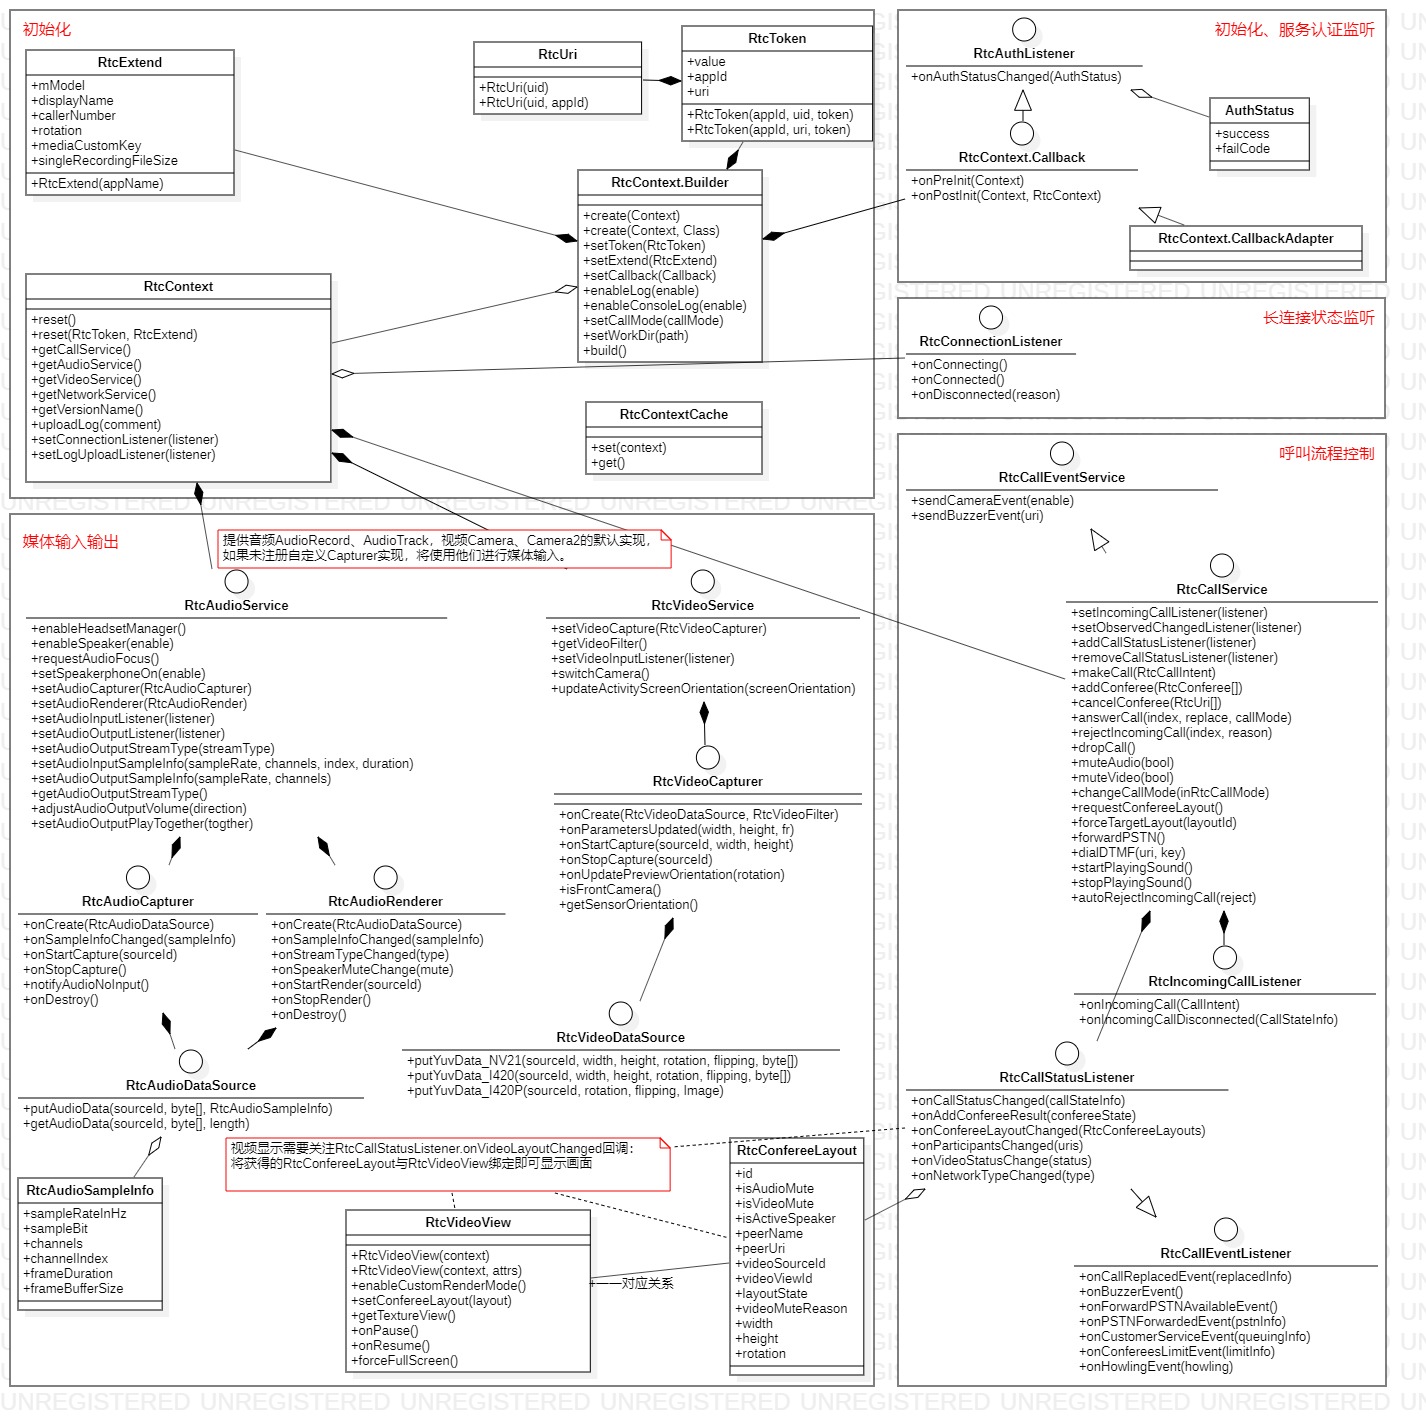 初始化
RtcExtend
+mModel
+displayName
+callerNumber
+rotation
+mediaCustomKey
+singleRecordingFileSize
+RtcExtend(appName)
RtcUri
+RtcUri(uid)
+RtcUri(uid, appId)
RtcToken
+value
+appId
+uri
+RtcToken(appId, uid, token)
+RtcToken(appId, uri, token)
RtcContext.Builder
+create(Context)
+create(Context, Class)
+setToken(RtcToken)
+setExtend(RtcExtend)
+setCallback(Callback)
+enableLog(enable)
+enableConsoleLog(enable)
+setCallMode(callMode)
+setWorkDir(path)
+build()
RtcContext
+reset()
+reset(RtcToken, RtcExtend)
+getCallService()
+getAudioService()
+getVideoService()
+getNetworkService()
+getVersionName()
+uploadLog(comment)
+setConnectionListener(listener)
+setLogUploadListener(listener)
RtcContextCache
+set(context)
+get()
初始化、服务认证监听
RtcAuthListener
+onAuthStatusChanged(AuthStatus)
AuthStatus
+success
+failCode
RtcContext.Callback
+onPreInit(Context)
+onPostInit(Context, RtcContext)
RtcContext.CallbackAdapter
长连接状态监听
RtcConnectionListener
+onConnecting()
+onConnected()
+onDisconnected(reason)
呼叫流程控制
RtcCallEventService
+sendCameraEvent(enable)
+sendBuzzerEvent(uri)
RtcCallService
+setIncomingCallListener(listener)
+setObservedChangedListener(listener)
+addCallStatusListener(listener)
+removeCallStatusListener(listener)
+makeCall(RtcCallIntent)
+addConferee(RtcConferee[])
+cancelConferee(RtcUri[])
+answerCall(index, replace, callMode)
+rejectIncomingCall(index, reason)
+dropCall()
+muteAudio(bool)
+muteVideo(bool)
+changeCallMode(inRtcCallMode)
+requestConfereeLayout()
+forceTargetLayout(layoutId)
+forwardPSTN()
+dialDTMF(uri, key)
+startPlayingSound()
+stopPlayingSound()
+autoRejectIncomingCall(reject)
RtcIncomingCallListener
+onIncomingCall(CallIntent)
+onIncomingCallDisconnected(CallStateInfo)
RtcCallStatusListener
+onCallStatusChanged(callStateInfo)
+onAddConfereeResult(confereeState)
+onConfereeLayoutChanged(RtcConfereeLayouts)
+onParticipantsChanged(uris)
+onVideoStatusChange(status)
+onNetworkTypeChanged(type)
RtcCallEventListener
+onCallReplacedEvent(replacedInfo)
+onBuzzerEvent()
+onForwardPSTNAvailableEvent()
+onPSTNForwardedEvent(pstnInfo)
+onCustomerServiceEvent(queuingInfo)
+onConfereesLimitEvent(limitInfo)
+onHowlingEvent(howling)
媒体输入输出
提供音频AudioRecord、AudioTrack，视频Camera、Camera2的默认实现，
如果未注册自定义Capturer实现，将使用他们进行媒体输入。
RtcAudioService
+enableHeadsetManager()
+enableSpeaker(enable)
+requestAudioFocus()
+setSpeakerphoneOn(enable)
+setAudioCapturer(RtcAudioCapturer)
+setAudioRenderer(RtcAudioRender)
+setAudioInputListener(listener)
+setAudioOutputListener(listener)
+setAudioOutputStreamType(streamType)
+setAudioInputSampleInfo(sampleRate, channels, index, duration)
+setAudioOutputSampleInfo(sampleRate, channels)
+getAudioOutputStreamType()
+adjustAudioOutputVolume(direction)
+setAudioOutputPlayTogether(togther)
RtcVideoService
+setVideoCapture(RtcVideoCapturer)
+getVideoFilter()
+setVideoInputListener(listener)
+switchCamera()
+updateActivityScreenOrientation(screenOrientation)
RtcVideoCapturer
+onCreate(RtcVideoDataSource, RtcVideoFilter)
+onParametersUpdated(width, height, fr)
+onStartCapture(sourceId, width, height)
+onStopCapture(sourceId)
+onUpdatePreviewOrientation(rotation)
+isFrontCamera()
+getSensorOrientation()
RtcAudioCapturer
+onCreate(RtcAudioDataSource)
+onSampleInfoChanged(sampleInfo)
+onStartCapture(sourceId)
+onStopCapture()
+notifyAudioNoInput()
+onDestroy()
RtcAudioRenderer
+onCreate(RtcAudioDataSource)
+onSampleInfoChanged(sampleInfo)
+onStreamTypeChanged(type)
+onSpeakerMuteChange(mute)
+onStartRender(sourceId)
+onStopRender()
+onDestroy()
RtcVideoDataSource
+putYuvData_NV21(sourceId, width, height, rotation, flipping, byte[])
+putYuvData_I420(sourceId, width, height, rotation, flipping, byte[])
+putYuvData_I420P(sourceId, rotation, flipping, Image)
RtcAudioDataSource
+putAudioData(sourceId, byte[], RtcAudioSampleInfo)
+getAudioData(sourceId, byte[], length)
视频显示需要关注RtcCallStatusListener.onVideoLayoutChanged回调：
将获得的RtcConfereeLayout与RtcVideoView绑定即可显示画面
RtcAudioSampleInfo
+sampleRateInHz
+sampleBit
+channels
+channelIndex
+frameDuration
+frameBufferSize
RtcVideoView
+RtcVideoView(context)
+RtcVideoView(context, attrs)
+enableCustomRenderMode()
+setConfereeLayout(layout)
+getTextureView()
+onPause()
+onResume()
+forceFullScreen()
+一一对应关系
RtcConfereeLayout
+id
+isAudioMute
+isVideoMute
+isActiveSpeaker
+peerName
+peerUri
+videoSourceId
+videoViewId
+layoutState
+videoMuteReason
+width
+height
+rotation
UNREGISTERED UNREGISTERED UNREGISTERED UNREGISTERED UNREGISTERED UNREGISTERED UNREGISTERED